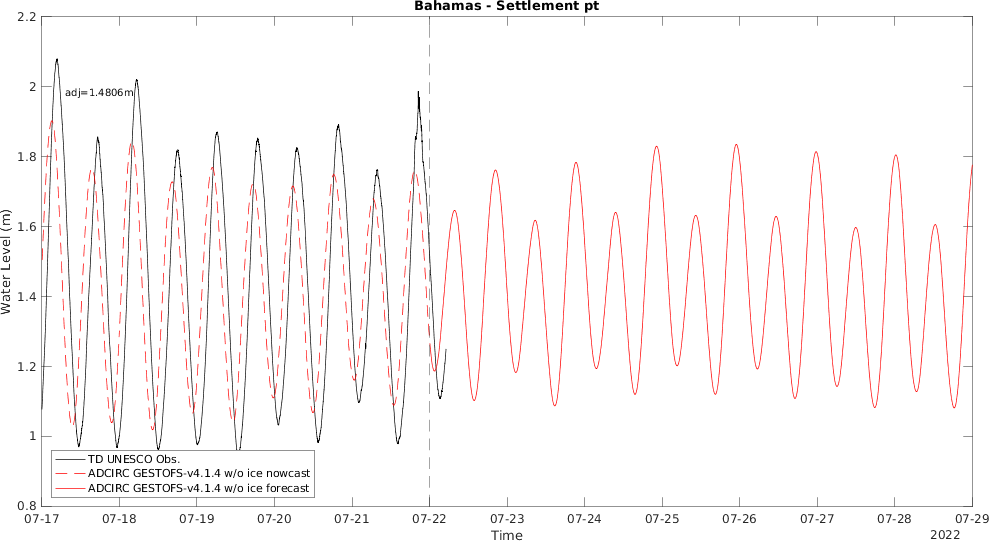 Bahamas - Settlement pt
Water Level (m)
2.2
2
1.8
1.6
1.4
1.2
1
0.8
adj=1.4806m
TD UNESCO Obs.
ADCIRC GESTOFS-v4.1.4 w/o ice nowcast
ADCIRC GESTOFS-v4.1.4 w/o ice forecast
07-17 07-18 07-19 07-20 07-21 07-22 07-23 07-24 07-25 07-26 07-27 07-28 07-29
Time
2022